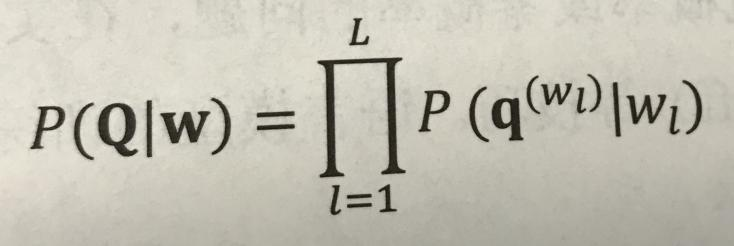 P(𝐐|𝐰) = ∏_{l=1}^{L} P (𝐪^{(w_l)}|w_l)